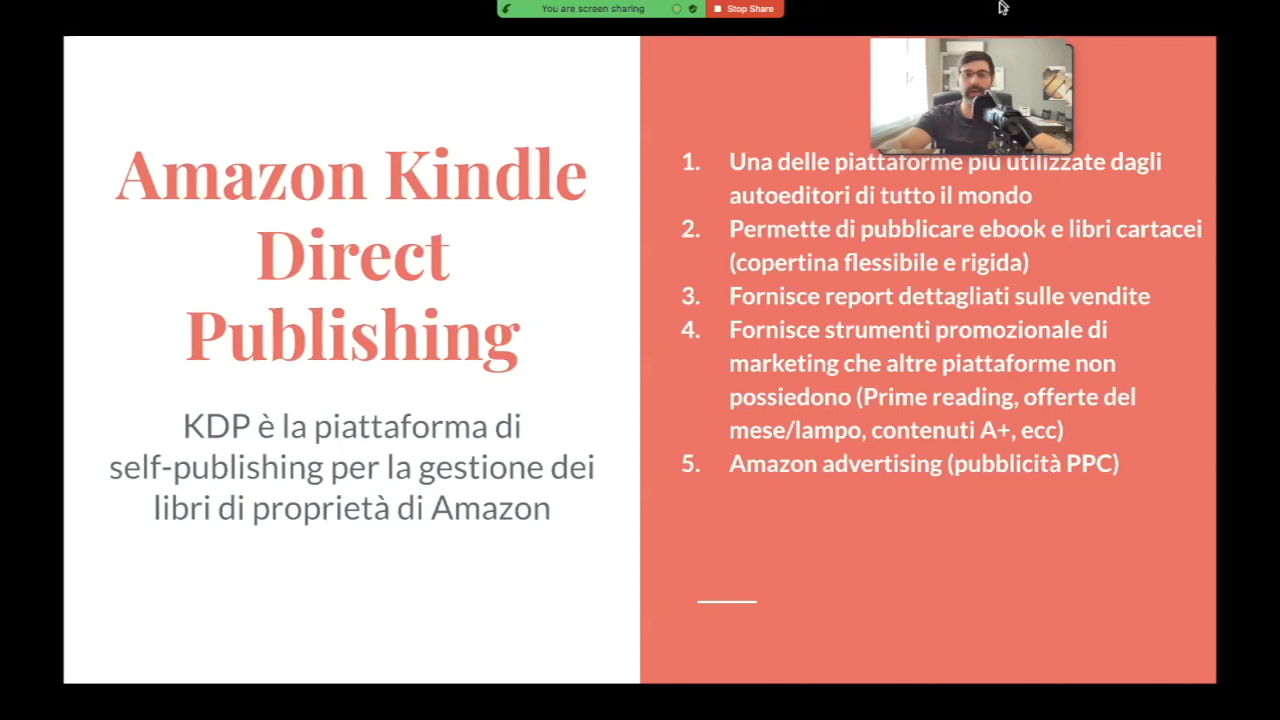 You are screen sharing
Stop Share
Amazon Kindle
Direct
Publishing
KDP è la piattaforma di
self-publishing per la gestione dei
libri di proprietà di Amazon
1. Una delle piattaforme più utilizzate dagli
autoeditori di tutto il mondo
2. Permette di pubblicare ebook e libri cartacei
(copertina flessibile e rigida)
3. Fornisce report dettagliati sulle vendite
4. Fornisce strumenti promozionale di
marketing che altre piattaforme non
possiedono (Prime reading, offerte del
mese/lampo, contenuti A+, ecc)
5. Amazon advertising (pubblicità PPC)